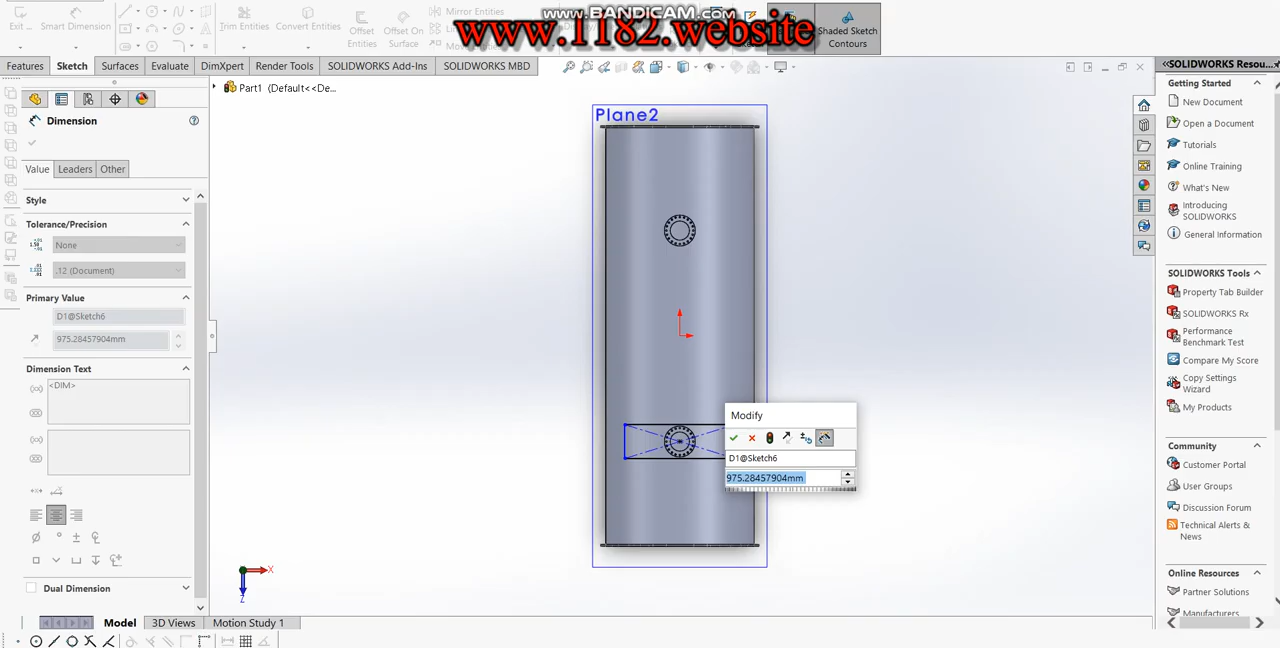 www.BANDICAM.com
www.1182.website
Exit
Smart Dimension
Trim Entities
Convert Entities
Offset Entities
Offset On Surface
Mirror Entities
Shaded Sketch Contours
Features
Sketch
Surfaces
Evaluate
DimXpert
Render Tools
SOLIDWORKS Add-Ins
SOLIDWORKS MBD
Part1 (Default<<De...
Dimension
Value
Leaders
Other
Style
Tolerance/Precision
None
.12 (Document)
Primary Value
D1@Sketch6
975.28457904mm
Dimension Text
<DIM>
Dual Dimension
Plane2
Modify
D1@Sketch6
975.28457904mm
X
Z
Model
3D Views
Motion Study 1
SOLIDWORKS Resou...
Getting Started
New Document
Open a Document
Tutorials
Online Training
What's New
Introducing
SOLIDWORKS
General Information
SOLIDWORKS Tools
Property Tab Builder
SOLIDWORKS Rx
Performance
Benchmark Test
Compare My Score
Copy Settings
Wizard
My Products
Community
Customer Portal
User Groups
Discussion Forum
Technical Alerts &
News
Online Resources
Partner Solutions
Manufacturers